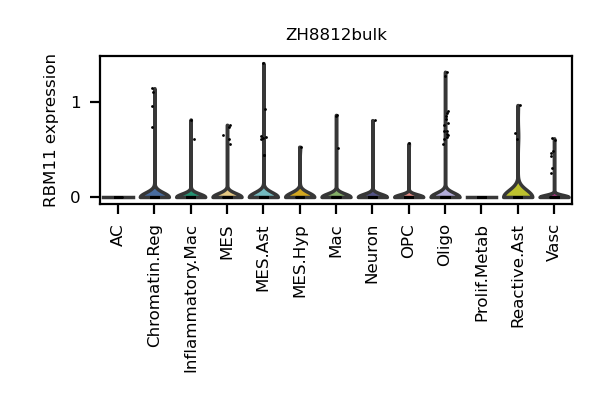 ZH8812bulk
RBM11 expression
1
0
AC
Chromatin.Reg
Inflammatory.Mac
MES
MES.Ast
MES.Hyp
Mac
Neuron
OPC
Oligo
Prolif.Metab
Reactive.Ast
Vasc